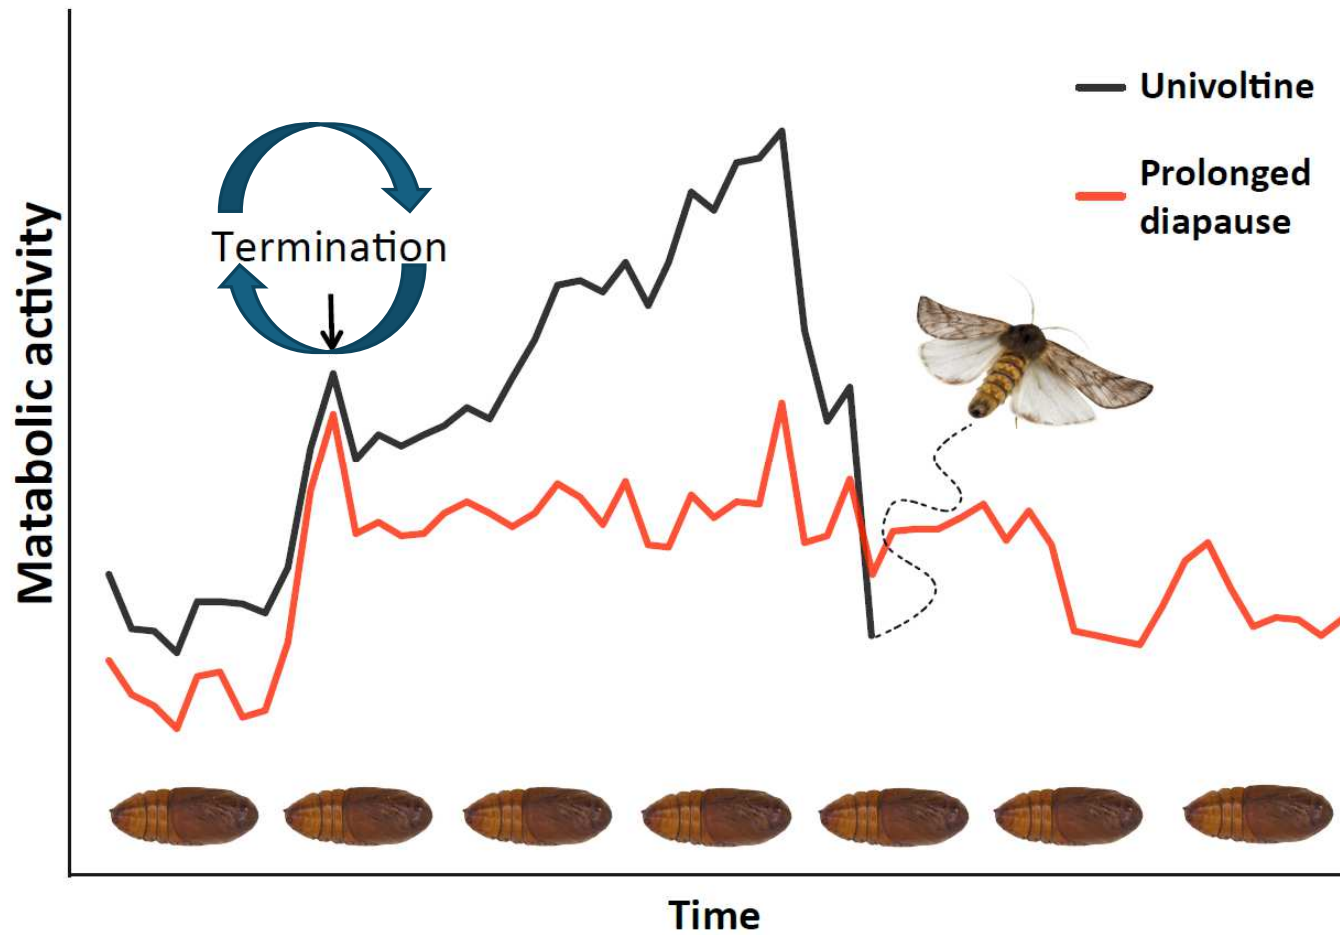 Univoltine
Prolonged
diapause
Termination
Matabolic activity
Time